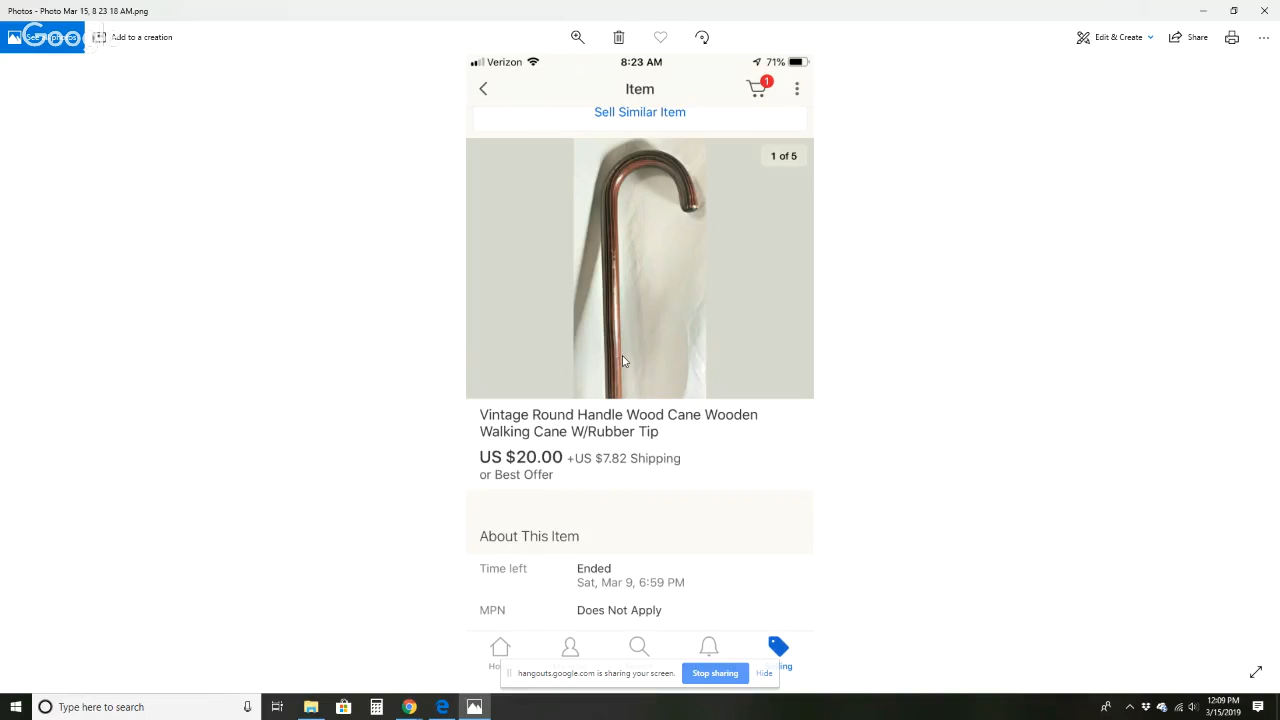 Photos - Photo Mar 15, 8 23 18 AM.png
Add to a creation
Edit & Create
Share
Verizon
8:23 AM
71%
Item
1
Sell Similar Item
1 of 5
Vintage Round Handle Wood Cane Wooden
Walking Cane W/Rubber Tip
US $20.00 +US $7.82 Shipping
or Best Offer
About This Item
Time left
Ended
Sat, Mar 9, 6:59 PM
MPN
Does Not Apply
hangouts.google.com is sharing your screen.
Stop sharing
Hide
Type here to search
12:09 PM
3/15/2019